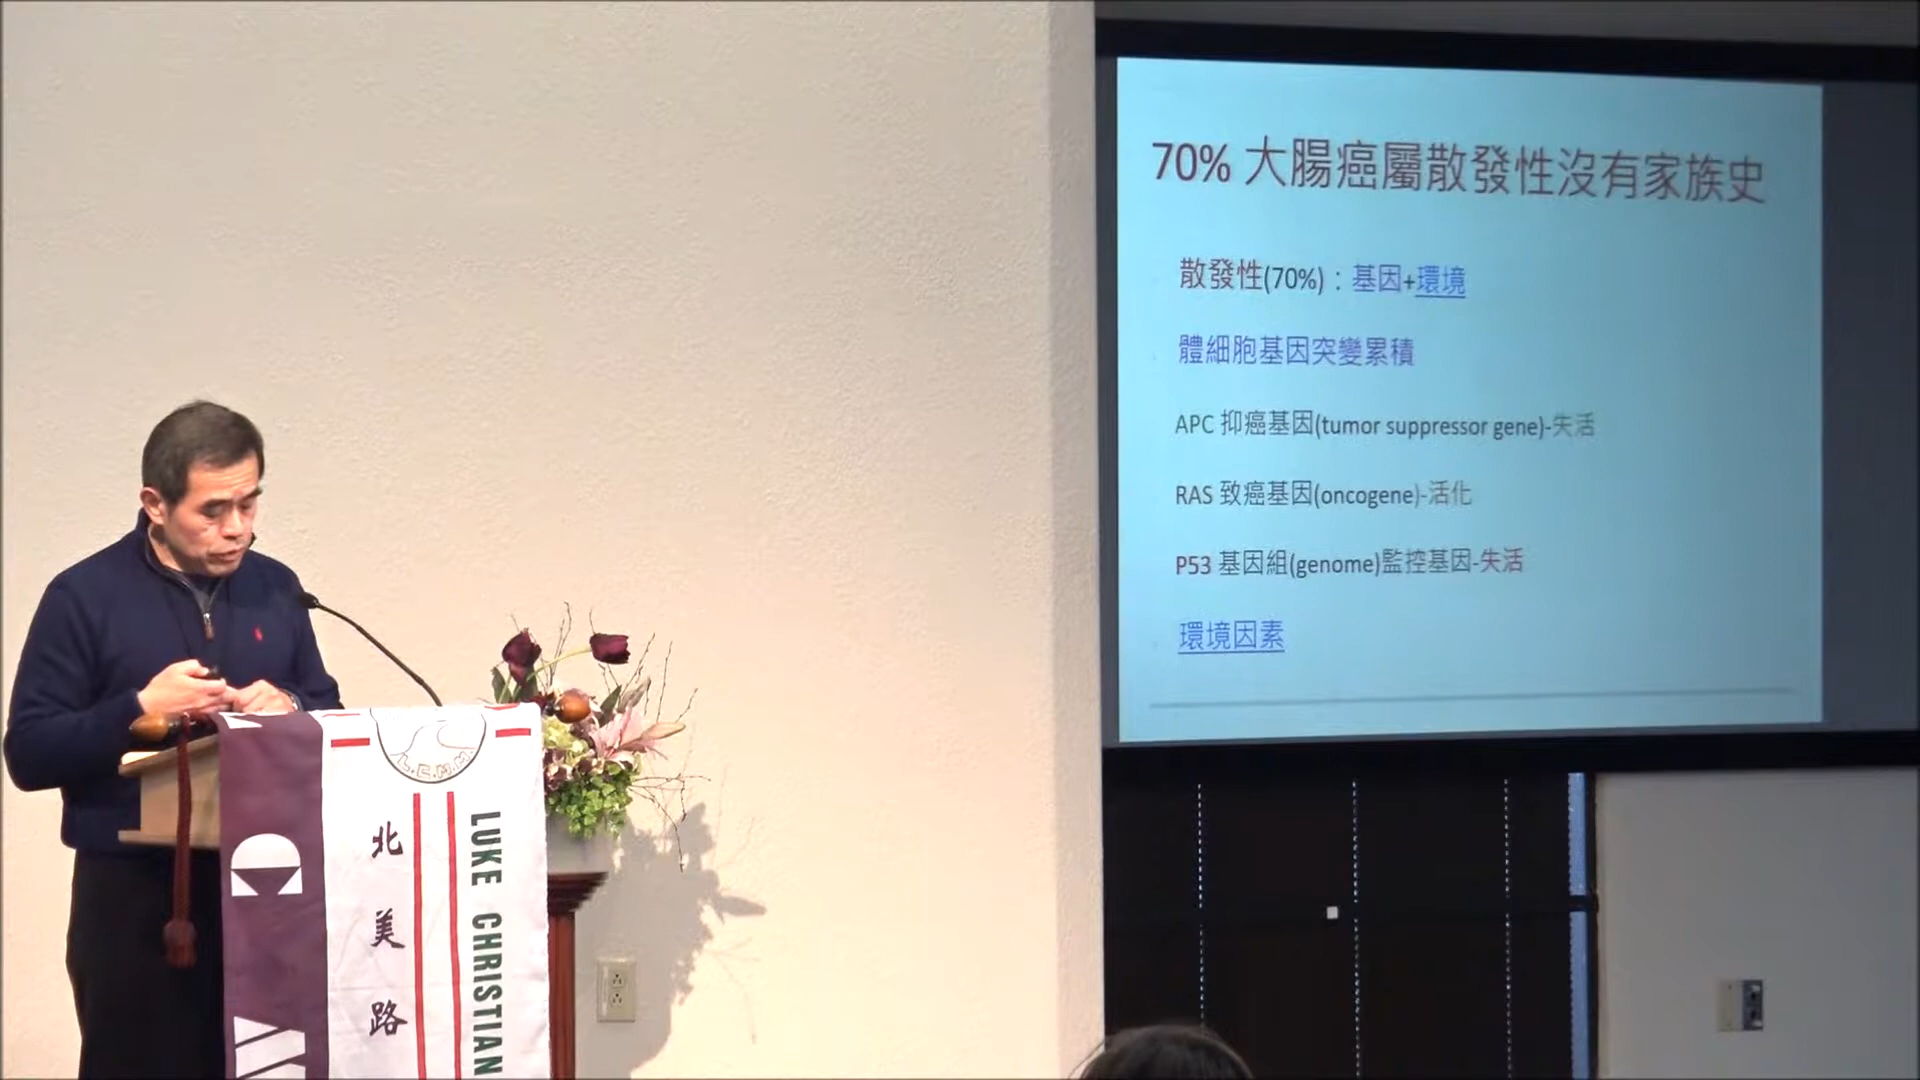 70% 大腸癌屬散發性沒有家族史
散發性(70%)：基因+環境
體細胞基因突變累積
APC 抑癌基因(tumor suppressor gene)-失活
RAS 致癌基因(oncogene)-活化
P53 基因組(genome)監控基因-失活
環境因素
L.C.M.M.
北美路
LUKE CHRISTIAN